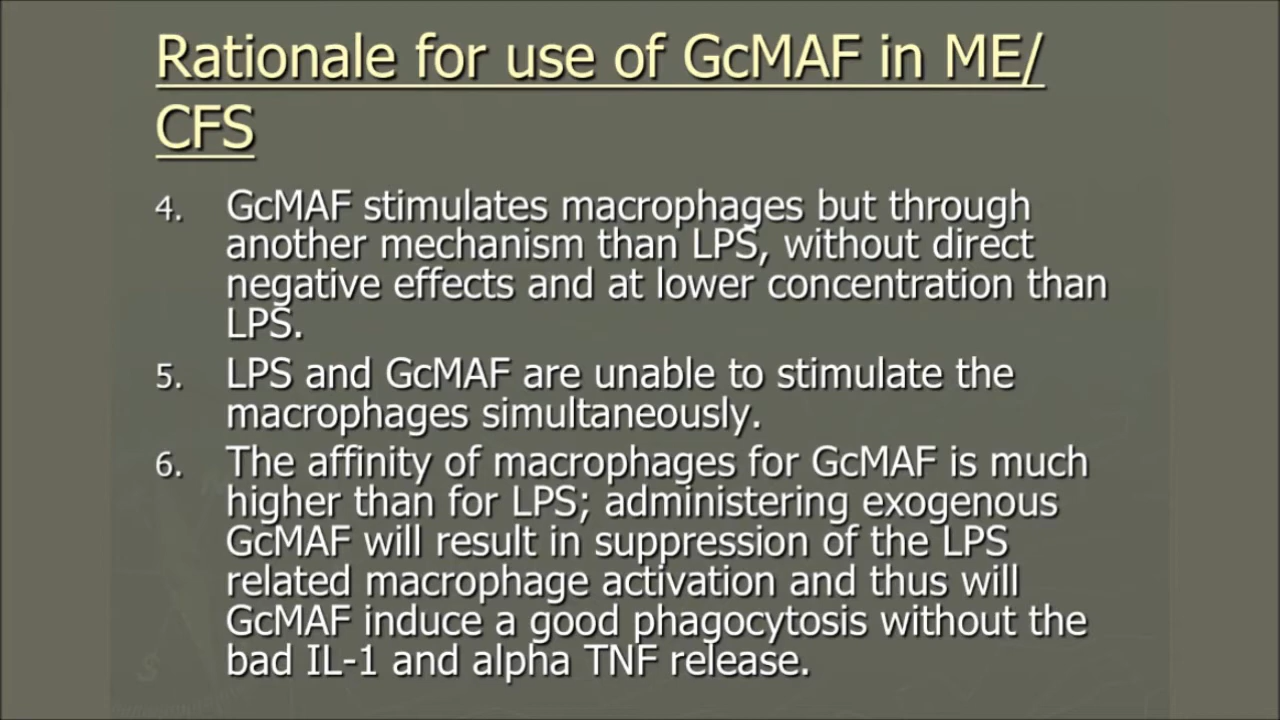 Rationale for use of GcMAF in ME/
CFS
4. GcMAF stimulates macrophages but through
another mechanism than LPS, without direct
negative effects and at lower concentration than
LPS.
5. LPS and GcMAF are unable to stimulate the
macrophages simultaneously.
6. The affinity of macrophages for GcMAF is much
higher than for LPS; administering exogenous
GcMAF will result in suppression of the LPS
related macrophage activation and thus will
GcMAF induce a good phagocytosis without the
bad IL-1 and alpha TNF release.